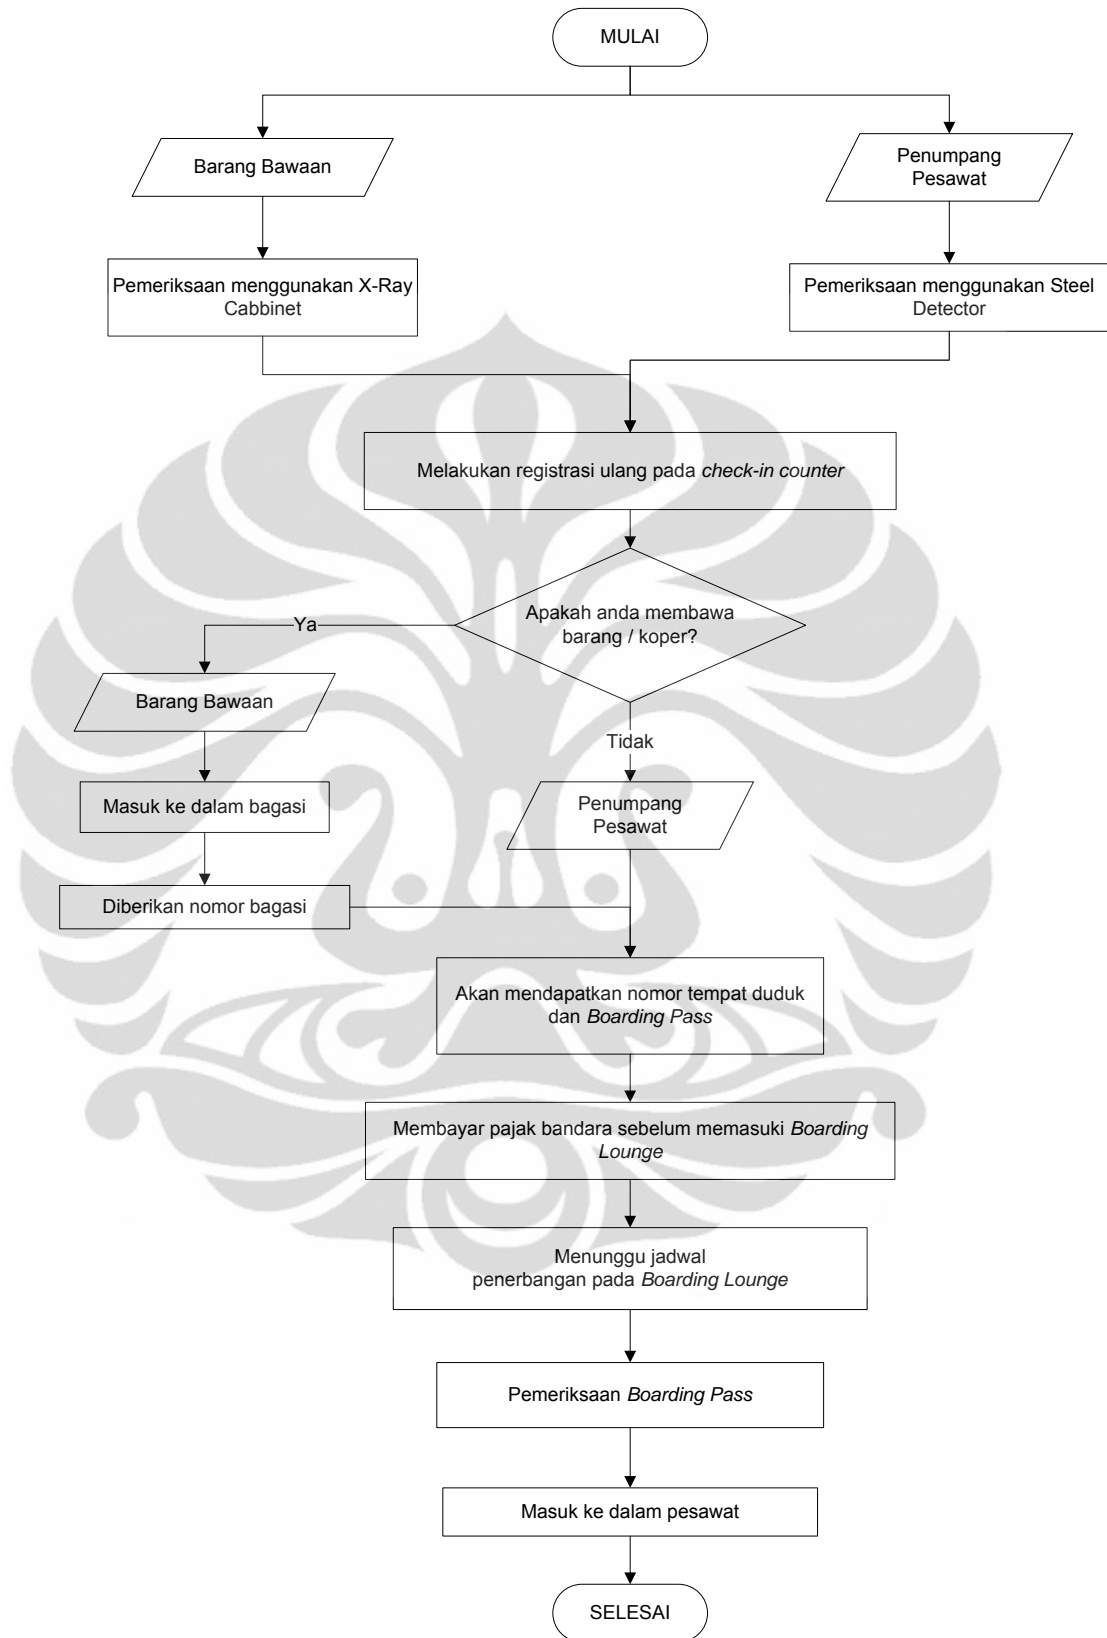 MULAI
Barang Bawaan
Penumpang
Pesawat
Pemeriksaan menggunakan X-Ray
Cabbinet
Pemeriksaan menggunakan Steel
Detector
Melakukan registrasi ulang pada check-in counter
Apakah anda membawa
barang / koper?
Ya
Barang Bawaan
Tidak
Masuk ke dalam bagasi
Penumpang
Pesawat
Diberikan nomor bagasi
Akan mendapatkan nomor tempat duduk
dan Boarding Pass
Membayar pajak bandara sebelum memasuki Boarding
Lounge
Menunggu jadwal
penerbangan pada Boarding Lounge
Pemeriksaan Boarding Pass
Masuk ke dalam pesawat
SELESAI